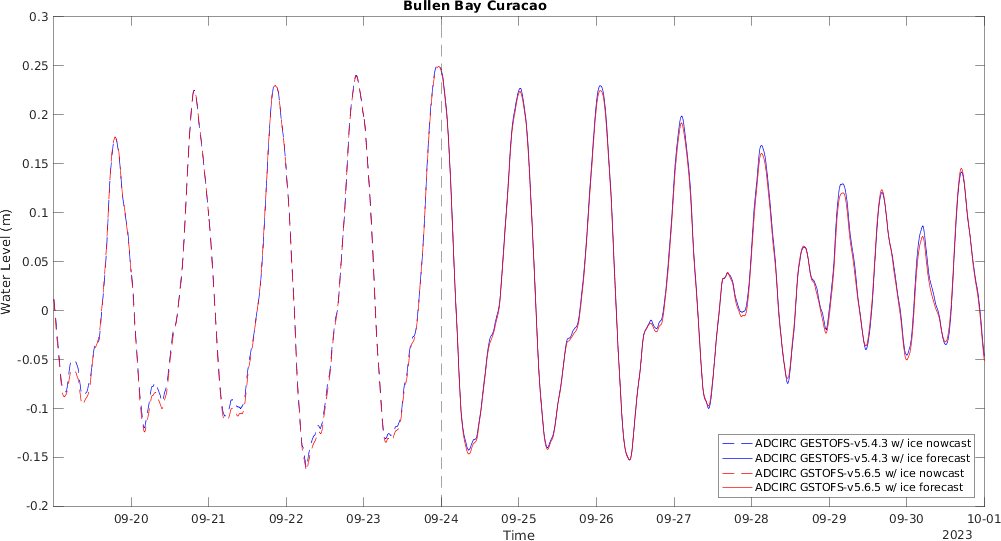 Bullen Bay Curacao
0.3
0.25
0.2
0.15
0.1
0.05
0
-0.05
-0.1
-0.15
-0.2
Water Level (m)
09-20 09-21 09-22 09-23 09-24 09-25 09-26 09-27 09-28 09-29 09-30 10-01
Time
2023
ADCIRC GESTOFS-v5.4.3 w/ ice nowcast
ADCIRC GESTOFS-v5.4.3 w/ ice forecast
ADCIRC GSTOFS-v5.6.5 w/ ice nowcast
ADCIRC GSTOFS-v5.6.5 w/ ice forecast